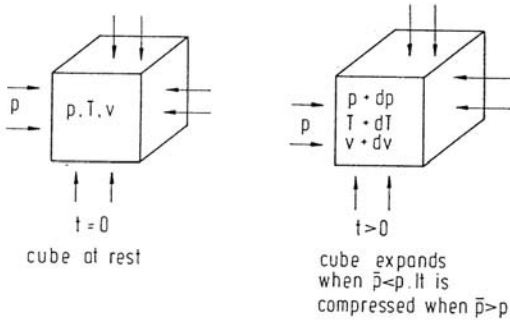 p
p,T,v
t=0
cube at rest
p
p + dp
T + dT
v + dv
t>0
cube expands
when p̄<p. It is
compressed when p̄>p